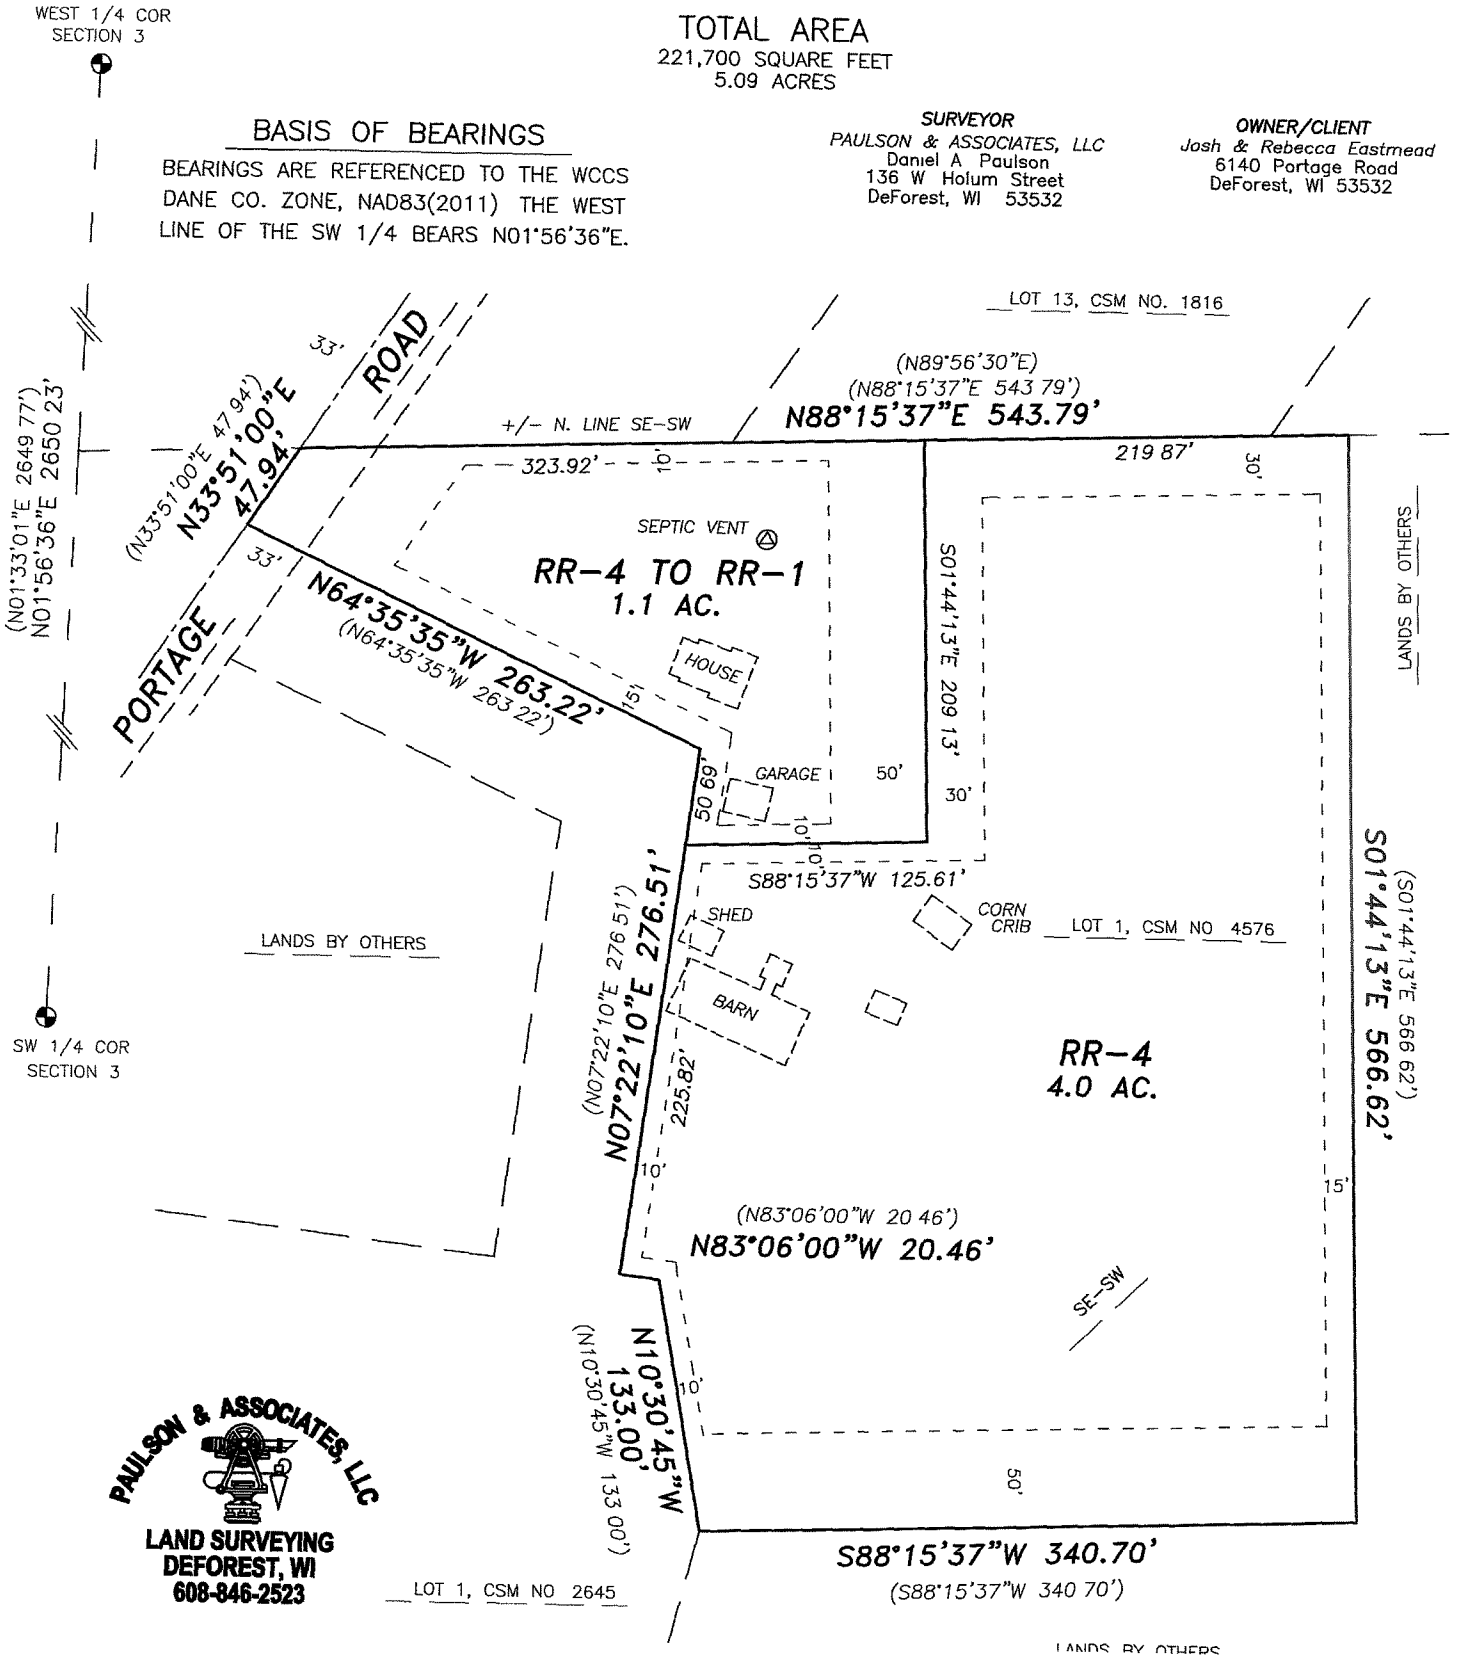 WEST 1/4 COR
SECTION 3
TOTAL AREA
221,700 SQUARE FEET
5.09 ACRES
BASIS OF BEARINGS
BEARINGS ARE REFERENCED TO THE WCCS
DANE CO. ZONE, NAD83(2011) THE WEST
LINE OF THE SW 1/4 BEARS N01°56'36"E.
SURVEYOR
PAULSON & ASSOCIATES, LLC
Daniel A Paulson
136 W Holum Street
DeForest, WI 53532
OWNER/CLIENT
Josh & Rebecca Eastmead
6140 Portage Road
DeForest, WI 53532
LOT 13, CSM NO. 1816
(N89°56'30"E)
(N88°15'37"E 543 79')
N88°15'37"E 543.79'
+/- N. LINE SE-SW
33'
ROAD
(N33°51'00"E 47 94')
N33°51'00"E
47.94'
(N01°33'01"E 2649 77')
N01°56'36"E 2650 23'
323.92'
10'
219 87'
30'
SEPTIC VENT
RR-4 TO RR-1
1.1 AC.
33'
N64°35'35"W 263.22'
(N64°35'35"W 263 22')
PORTAGE
HOUSE
15'
S01°44'13"E 209 13'
LANDS BY OTHERS
50 69'
GARAGE
50'
30'
10'
10'
S88°15'37"W 125.61'
SHED
CORN
CRIB
LOT 1, CSM NO 4576
BARN
LANDS BY OTHERS
(N07°22'10"E 276 51')
N07°22'10"E 276.51'
225.82'
10'
RR-4
4.0 AC.
S01°44'13"E 566.62'
(S01°44'13"E 566 62')
15'
SW 1/4 COR
SECTION 3
(N83°06'00"W 20 46')
N83°06'00"W 20.46'
SE-SW
N10°30'45"W
133.00'
(N10°30'45"W 133 00')
10'
50'
S88°15'37"W 340.70'
(S88°15'37"W 340 70')
PAULSON & ASSOCIATES, LLC
LAND SURVEYING
DEFOREST, WI
608-846-2523
LOT 1, CSM NO 2645
LANDS BY OTHERS